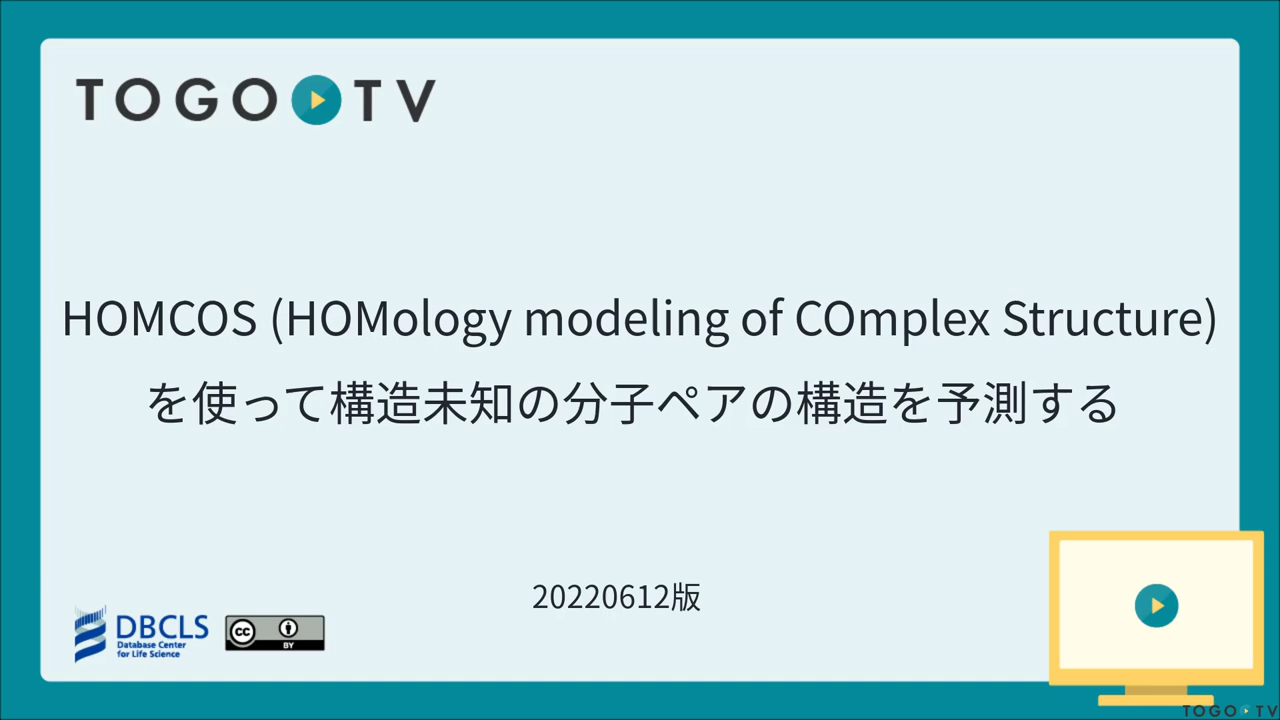 TOGO TV
HOMCOS (HOMology modeling of COmplex Structure)
を使って構造未知の分子ペアの構造を予測する
20220612版
DBCLS
Database Center
for Life Science
cc
BY
TOGO TV